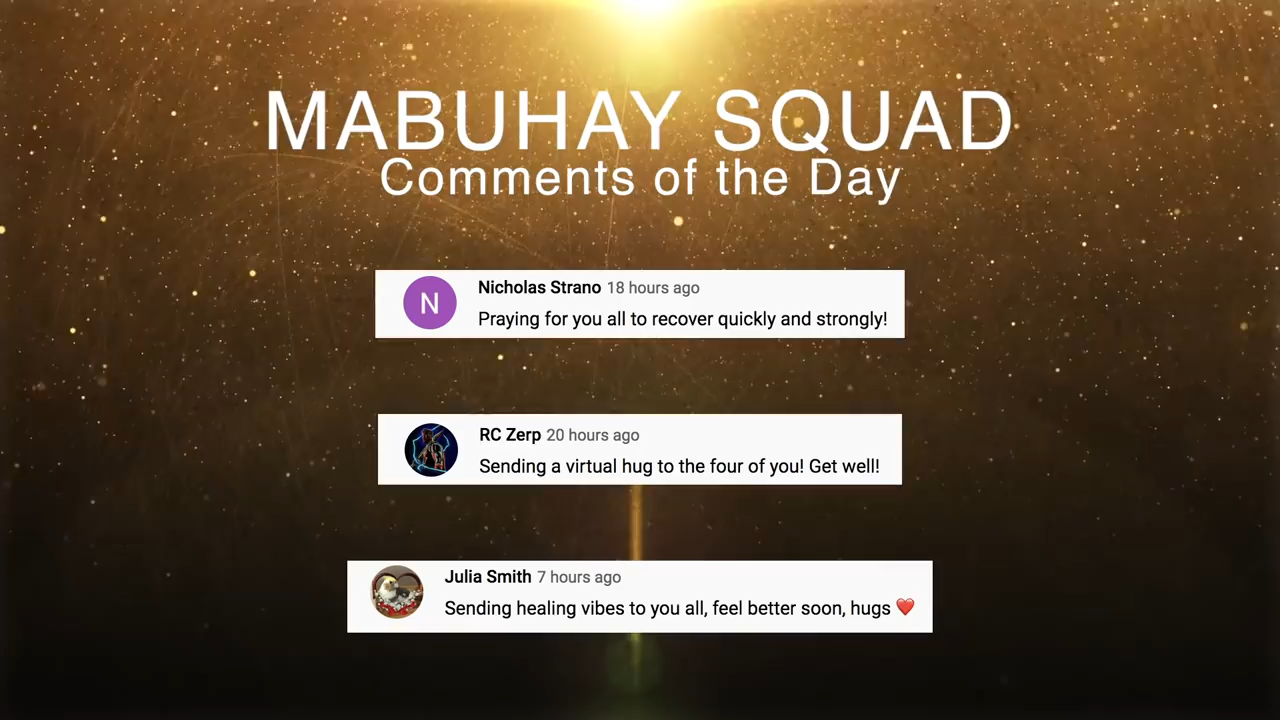 MABUHAY SQUAD
Comments of the Day
N
Nicholas Strano 18 hours ago
Praying for you all to recover quickly and strongly!
RC Zerp 20 hours ago
Sending a virtual hug to the four of you! Get well!
Julia Smith 7 hours ago
Sending healing vibes to you all, feel better soon, hugs ❤️